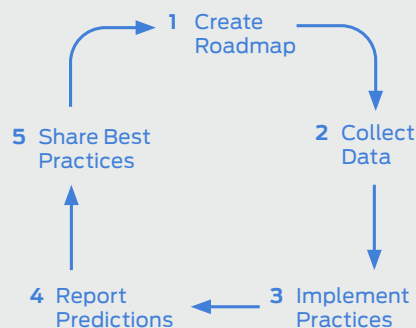 1 Create
Roadmap
2 Collect
Data
3 Implement
Practices
4 Report
Predictions
5 Share Best
Practices